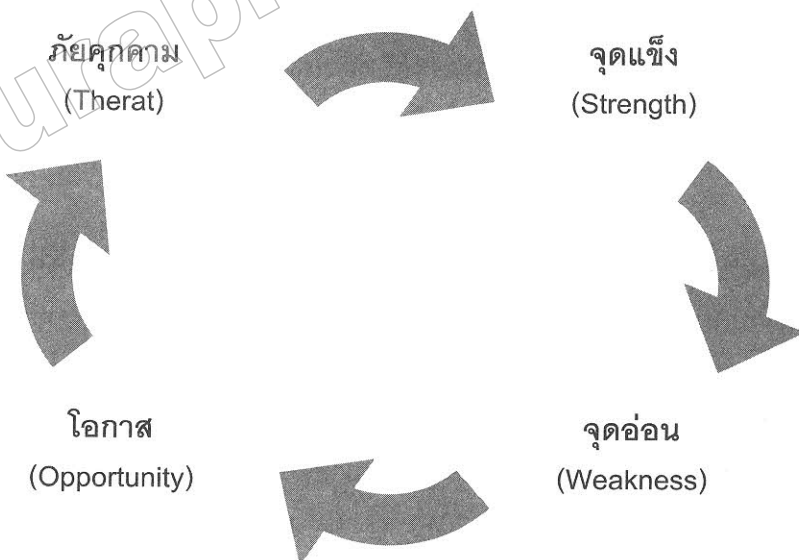 ภัยคุกคาม
(Therat)
จุดแข็ง
(Strength)
โอกาส
(Opportunity)
จุดอ่อน
(Weakness)